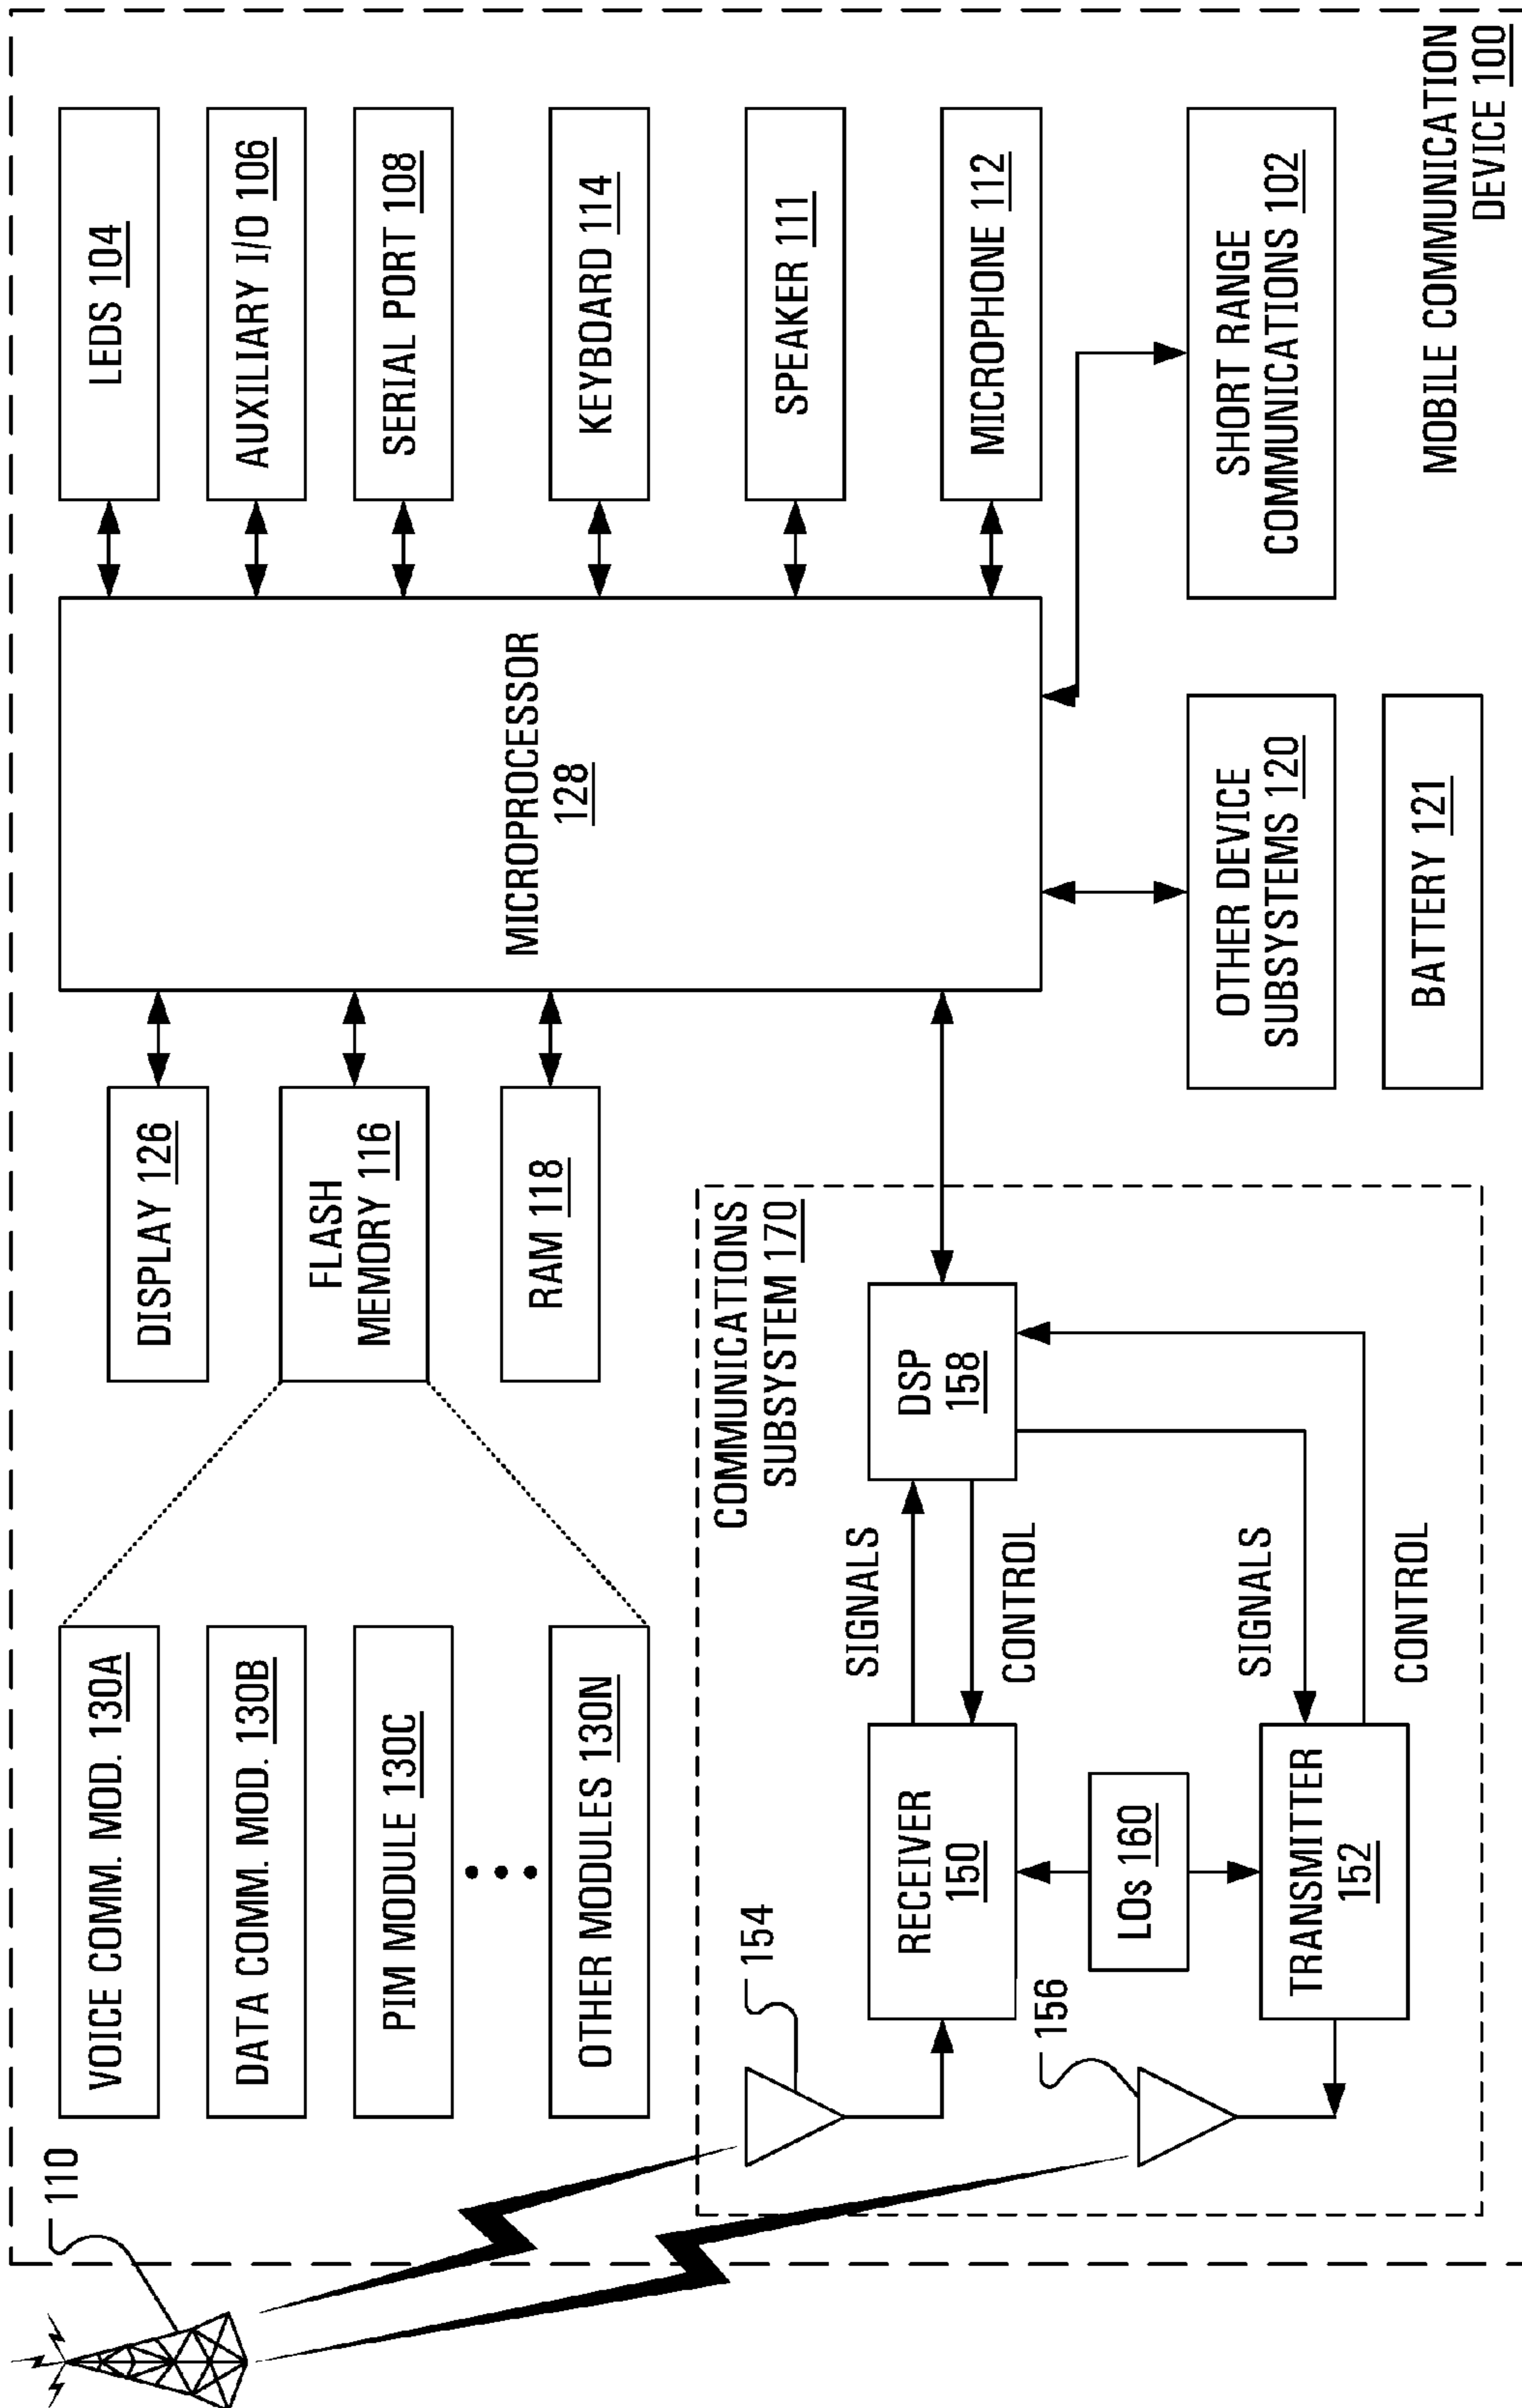 110
VOICE COMM. MOD. 130A
DATA COMM. MOD. 130B
PIM MODULE 130C
OTHER MODULES 130N
DISPLAY 126
FLASH
MEMORY 116
RAM 118
MICROPROCESSOR
128
LEDS 104
AUXILIARY I/O 106
SERIAL PORT 108
KEYBOARD 114
SPEAKER 111
MICROPHONE 112
COMMUNICATIONS
SUBSYSTEM 170
154
RECEIVER
150
SIGNALS
CONTROL
DSP
158
156
LOs 160
TRANSMITTER
152
SIGNALS
CONTROL
OTHER DEVICE
SUBSYSTEMS 120
SHORT RANGE
COMMUNICATIONS 102
BATTERY 121
MOBILE COMMUNICATION
DEVICE 100